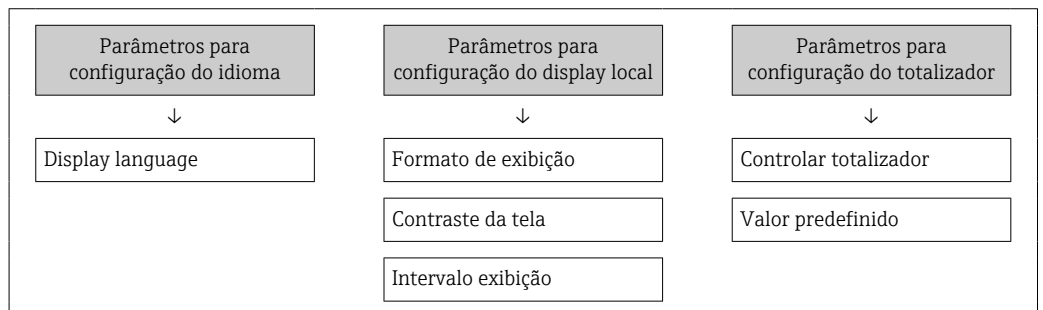 Parâmetros para
configuração do idioma
↓
Display language
Parâmetros para
configuração do display local
↓
Formato de exibição
Contraste da tela
Intervalo exibição
Parâmetros para
configuração do totalizador
↓
Controlar totalizador
Valor predefinido